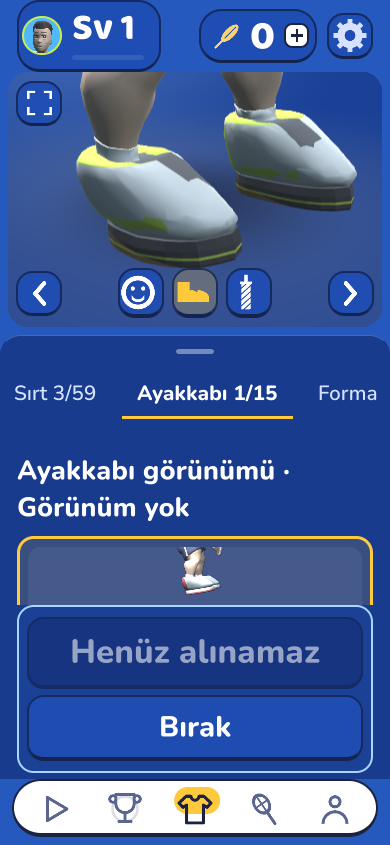 Sv 1
0
Sırt 3/59
Ayakkabı 1/15
Forma
Ayakkabı görünümü ·
Görünüm yok
Henüz alınamaz
Bırak